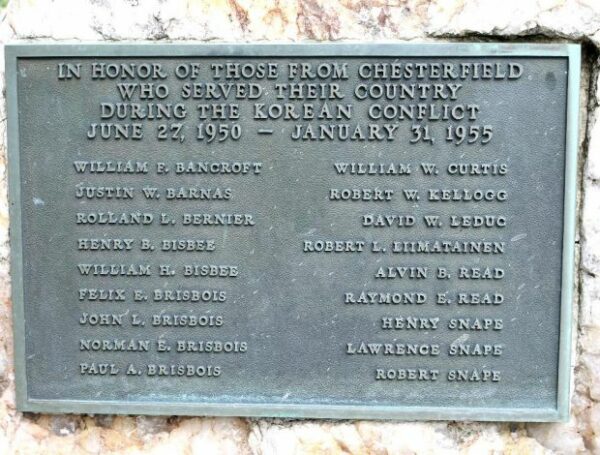 IN HONOR OF THOSE FROM CHESTERFIELD
WHO SERVED THEIR COUNTRY
DURING THE KOREAN CONFLICT
JUNE 27, 1950 — JANUARY 31, 1955
WILLIAM F. BANCROFT
JUSTIN W. BARNAS
ROLLAND L. BERNIER
HENRY B. BISBEE
WILLIAM H. BISBEE
FELIX E. BRISBOIS
JOHN L. BRISBOIS
NORMAN E. BRISBOIS
PAUL A. BRISBOIS
WILLIAM W. CURTIS
ROBERT W. KELLOGG
DAVID W. LEDUC
ROBERT L. LIIMATAINEN
ALVIN B. READ
RAYMOND E. READ
HENRY SNAPE
LAWRENCE SNAPE
ROBERT SNAPE